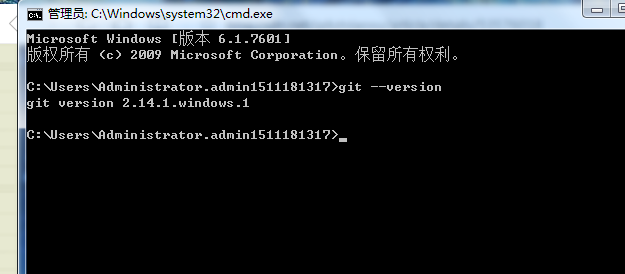 管理员: C:\Windows\system32\cmd.exe
Microsoft Windows [版本 6.1.7601]
版权所有 (c) 2009 Microsoft Corporation。保留所有权利。
C:\Users\Administrator.admin1511181317>git --version
git version 2.14.1.windows.1
C:\Users\Administrator.admin1511181317>